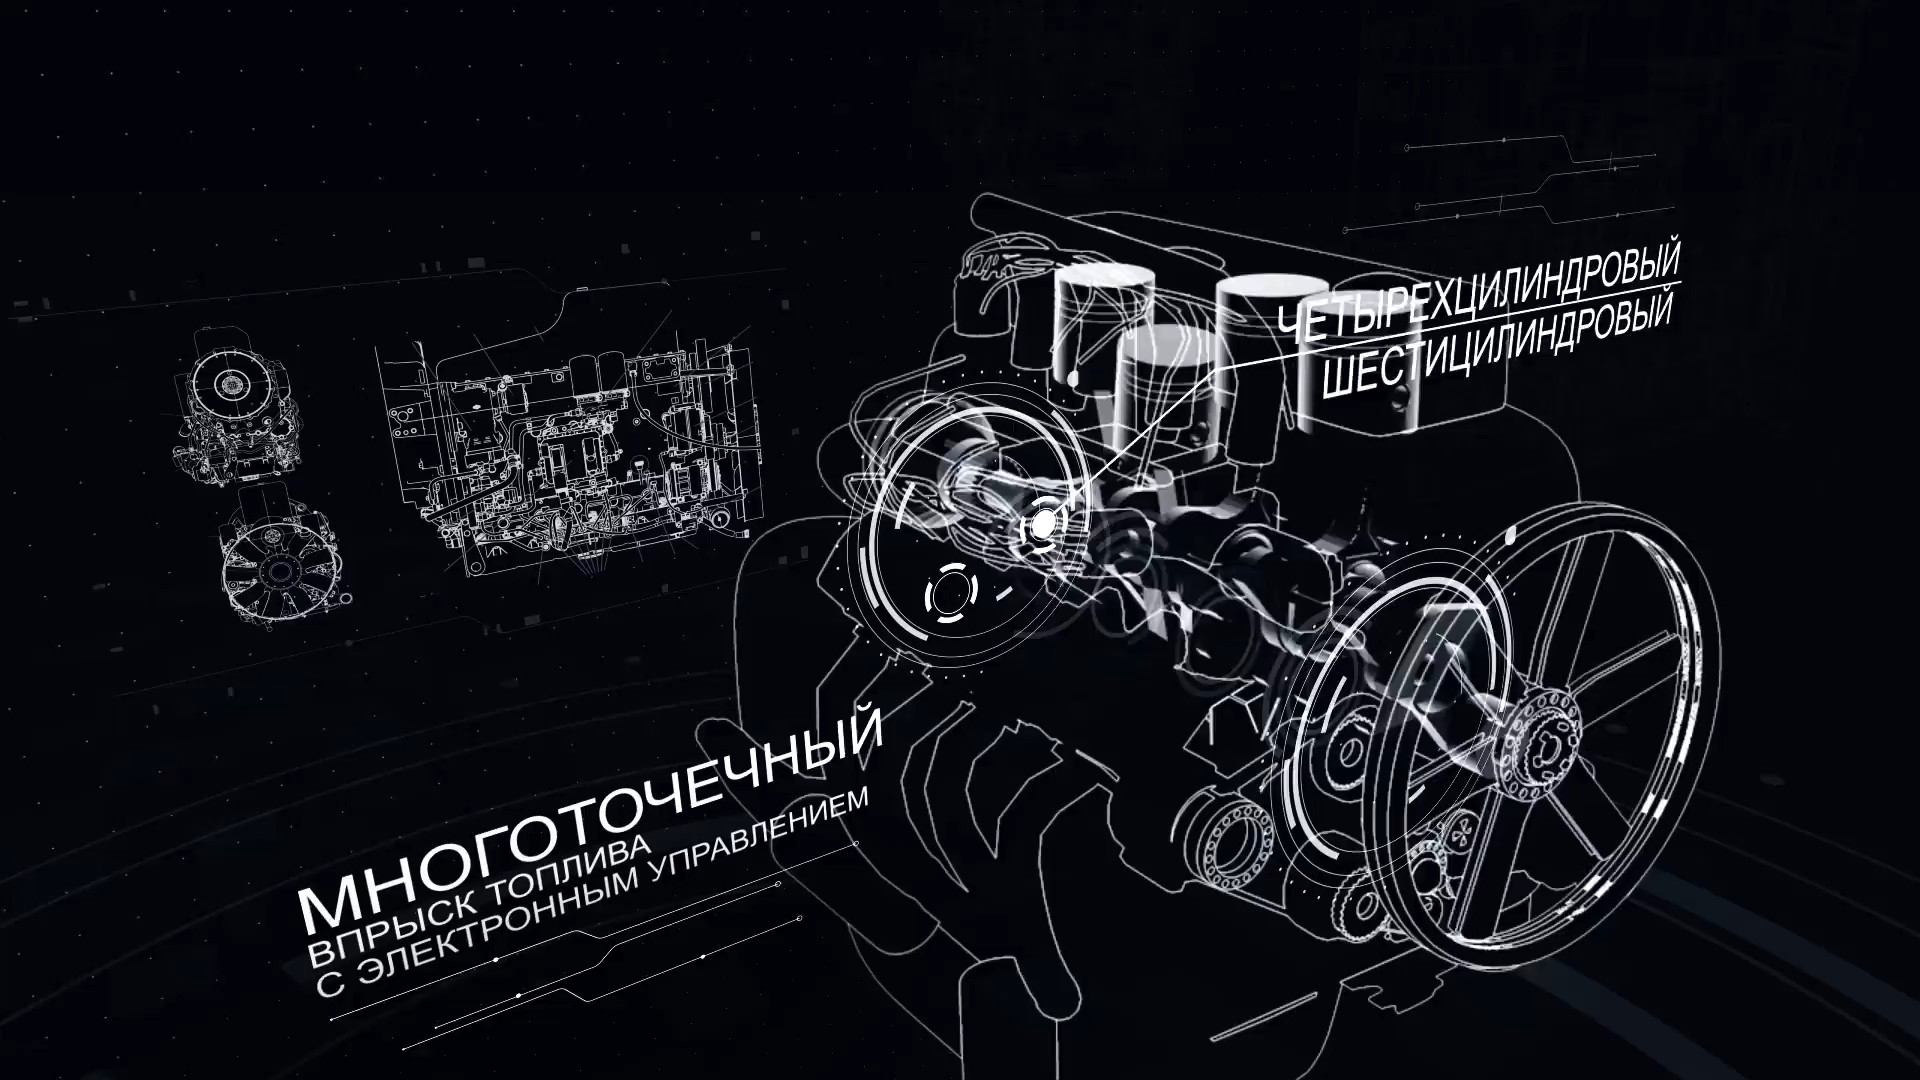 ЧЕТЫРЕХЦИЛИНДРОВЫЙ
ШЕСТИЦИЛИНДРОВЫЙ
МНОГОТОЧЕЧНЫЙ
ВПРЫСК ТОПЛИВА
С ЭЛЕКТРОННЫМ УПРАВЛЕНИЕМ